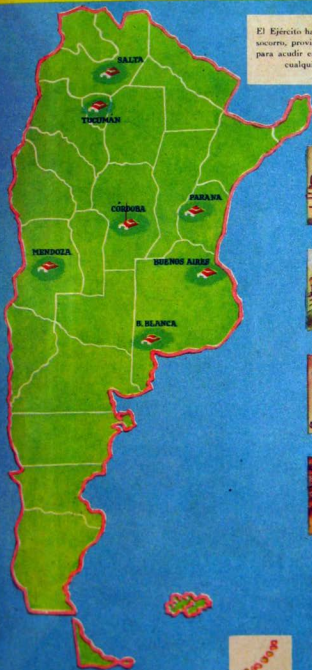 El Ejército ha
socorro, provi
para acudir e
cualqu
SALTA
TUCUMAN
CORDOBA
PARANA
MENDOZA
BUENOS AIRES
B. BLANCA